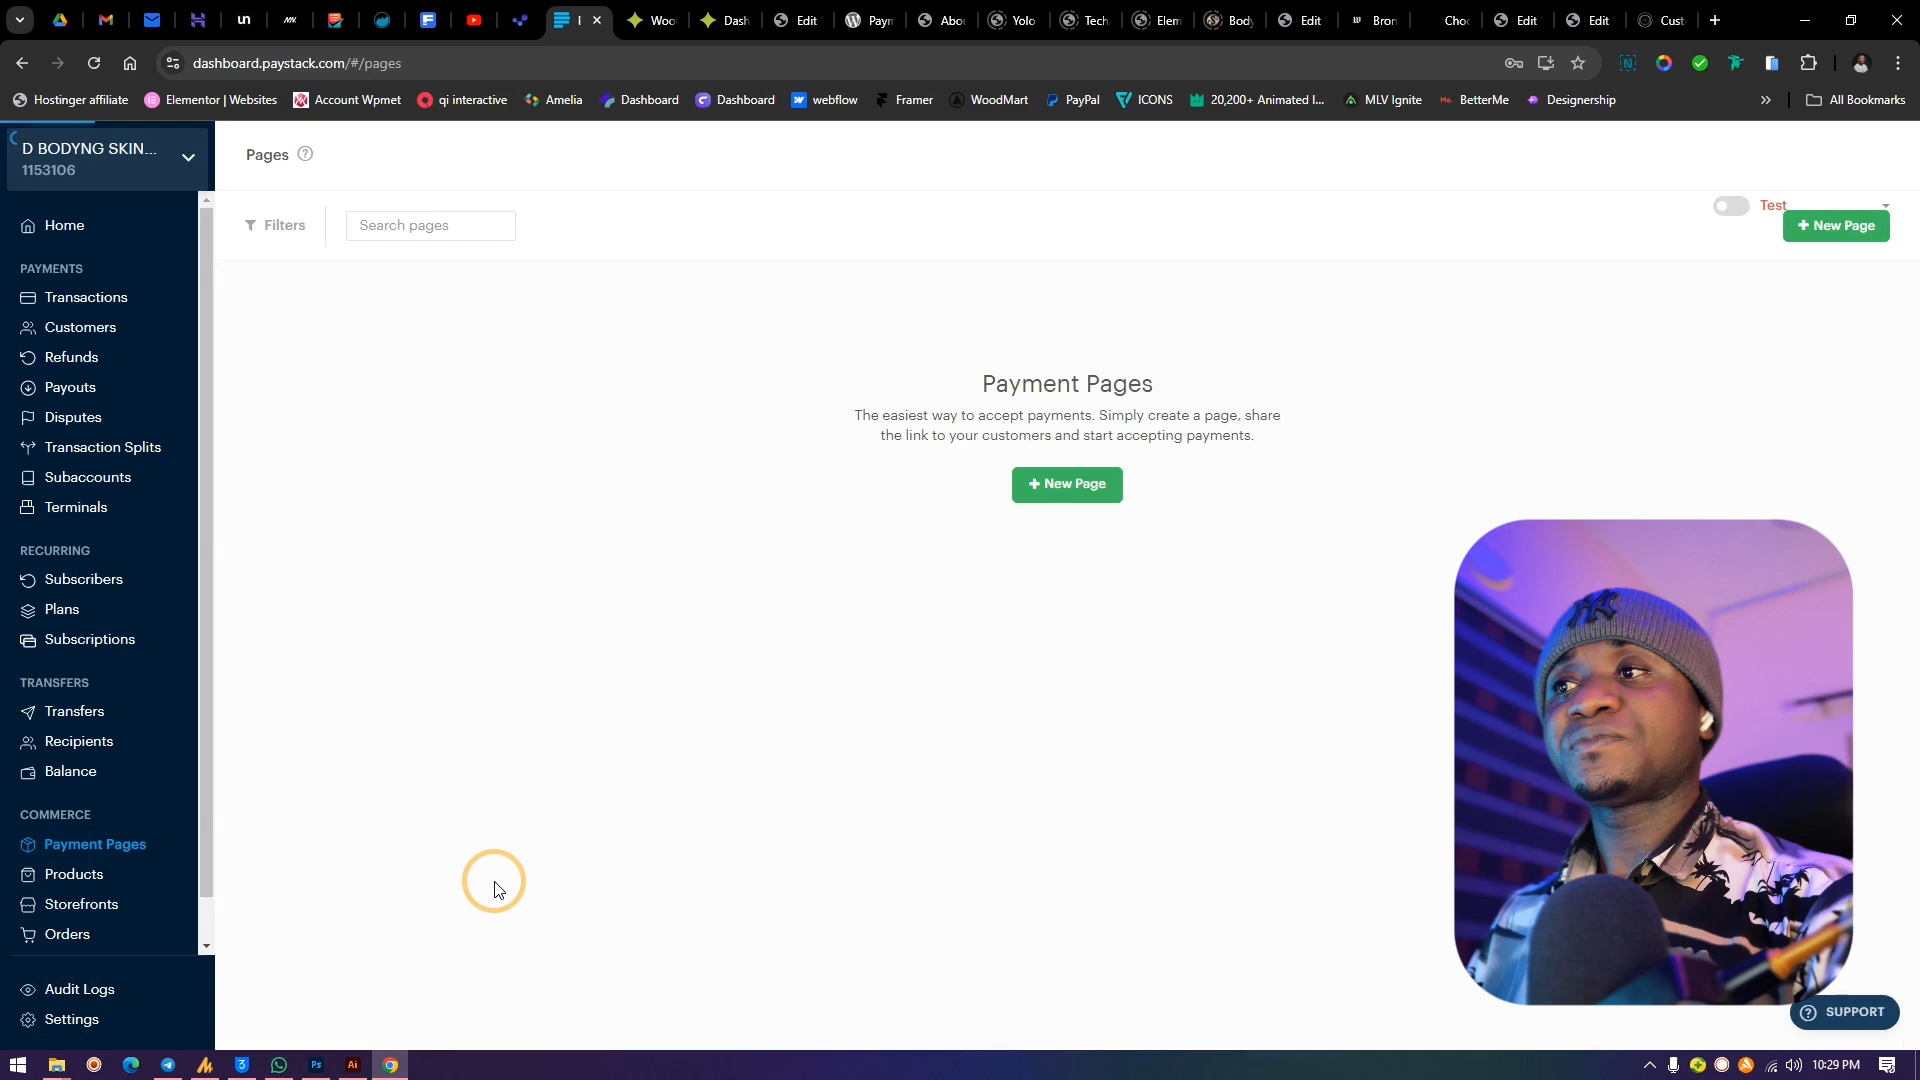 un
Woo
Dash
Edit
Paym
Abo
Yolo
Tech
Elem
Body
Edit
Bron
Choo
Edit
Edit
Cust
dashboard.paystack.com/#/pages
Hostinger affiliate
Elementor | Websites
Account Wpmet
qi interactive
Amelia
Dashboard
Dashboard
webflow
Framer
WoodMart
PayPal
ICONS
20,200+ Animated I...
MLV Ignite
BetterMe
Designership
All Bookmarks
D BODYNG SKIN...
1153106
Pages
Home
Filters
Search pages
Test
+ New Page
PAYMENTS
Transactions
Customers
Refunds
Payouts
Disputes
Transaction Splits
Subaccounts
Terminals
RECURRING
Subscribers
Plans
Subscriptions
TRANSFERS
Transfers
Recipients
Balance
COMMERCE
Payment Pages
Products
Storefronts
Orders
Audit Logs
Settings
Payment Pages
The easiest way to accept payments. Simply create a page, share
the link to your customers and start accepting payments.
+ New Page
SUPPORT
Ps
Ai
10:29 PM